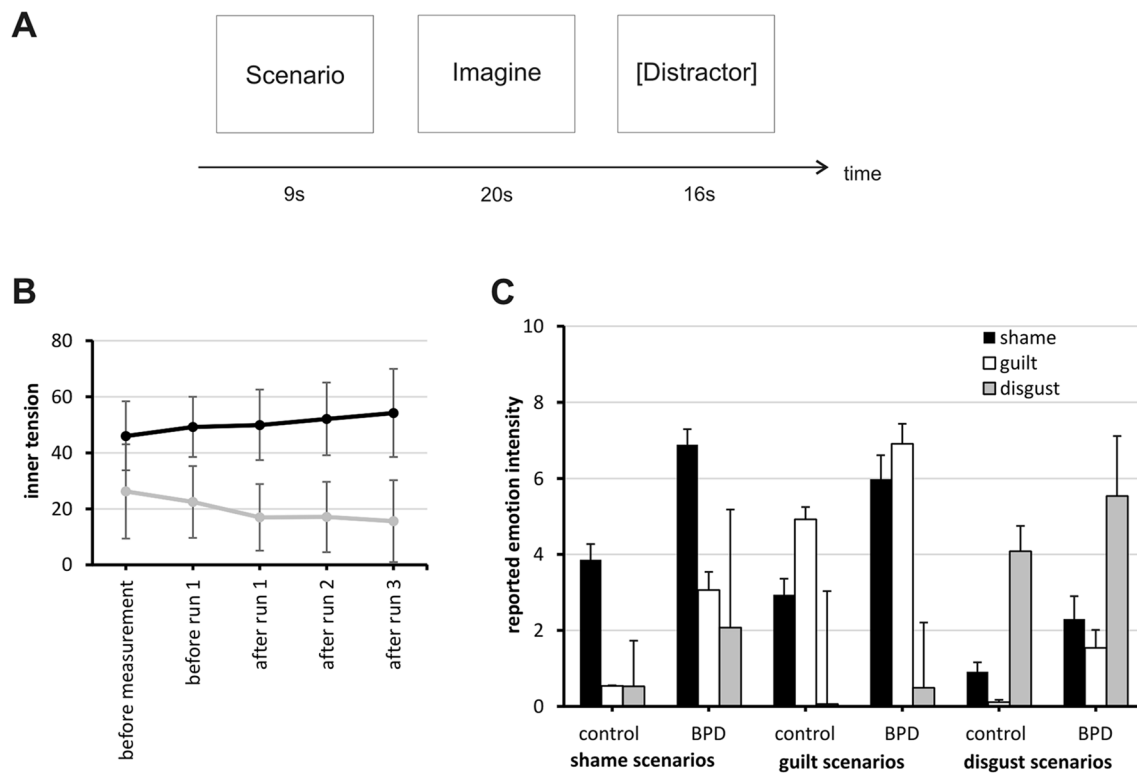 A
Scenario
Imagine
[Distractor]
time
9s
20s
16s
B
80
60
40
20
0
inner tension
before measurement
before run 1
after run 1
after run 2
after run 3
C
10
8
6
4
2
0
reported emotion intensity
shame
guilt
disgust
control BPD control BPD control BPD
shame scenarios guilt scenarios disgust scenarios